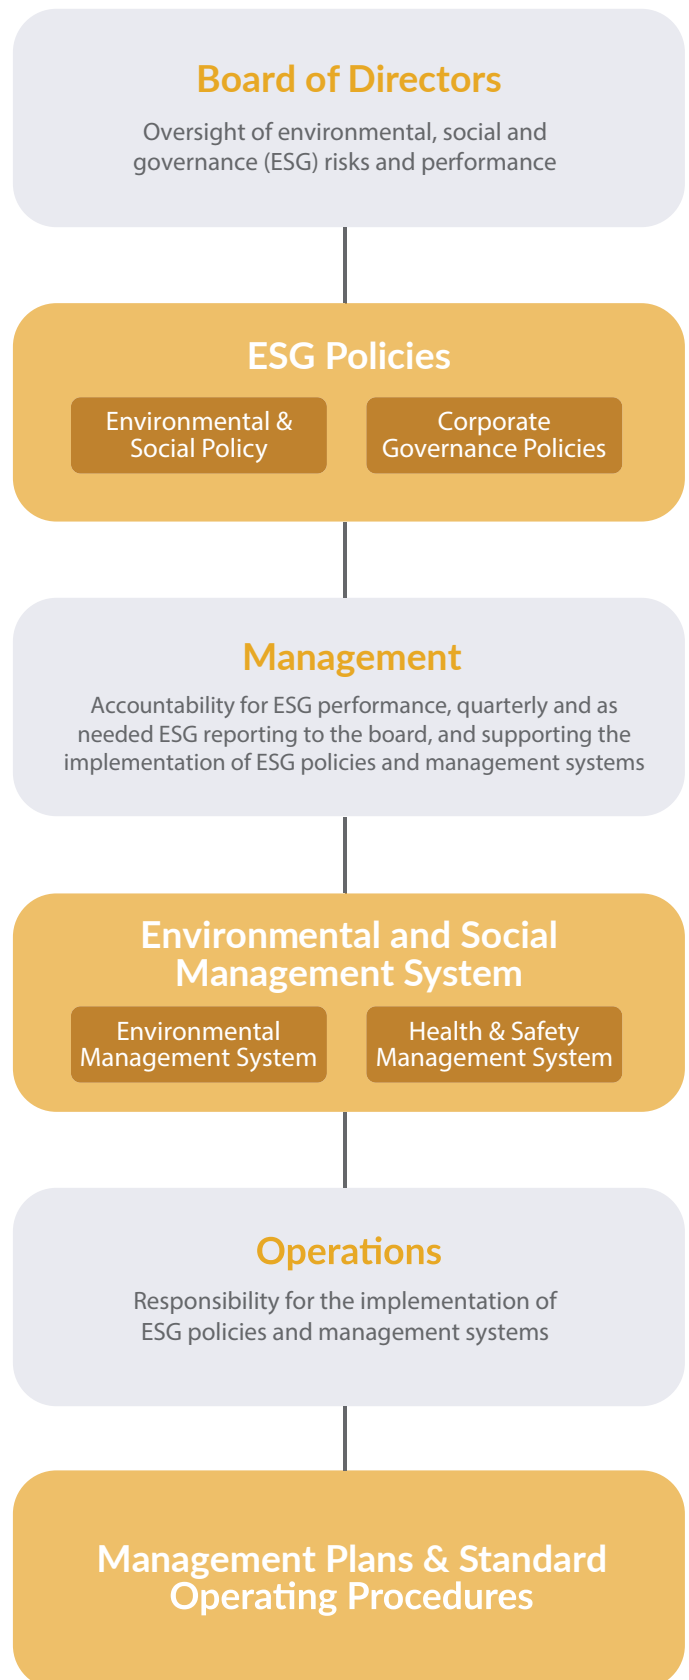 Board of Directors
Oversight of environmental, social and
governance (ESG) risks and performance
ESG Policies
Environmental &
Social Policy
Corporate
Governance Policies
Management
Accountability for ESG performance, quarterly and as
needed ESG reporting to the board, and supporting the
implementation of ESG policies and management systems
Environmental and Social
Management System
Environmental
Management System
Health & Safety
Management System
Operations
Responsibility for the implementation of
ESG policies and management systems
Management Plans & Standard
Operating Procedures